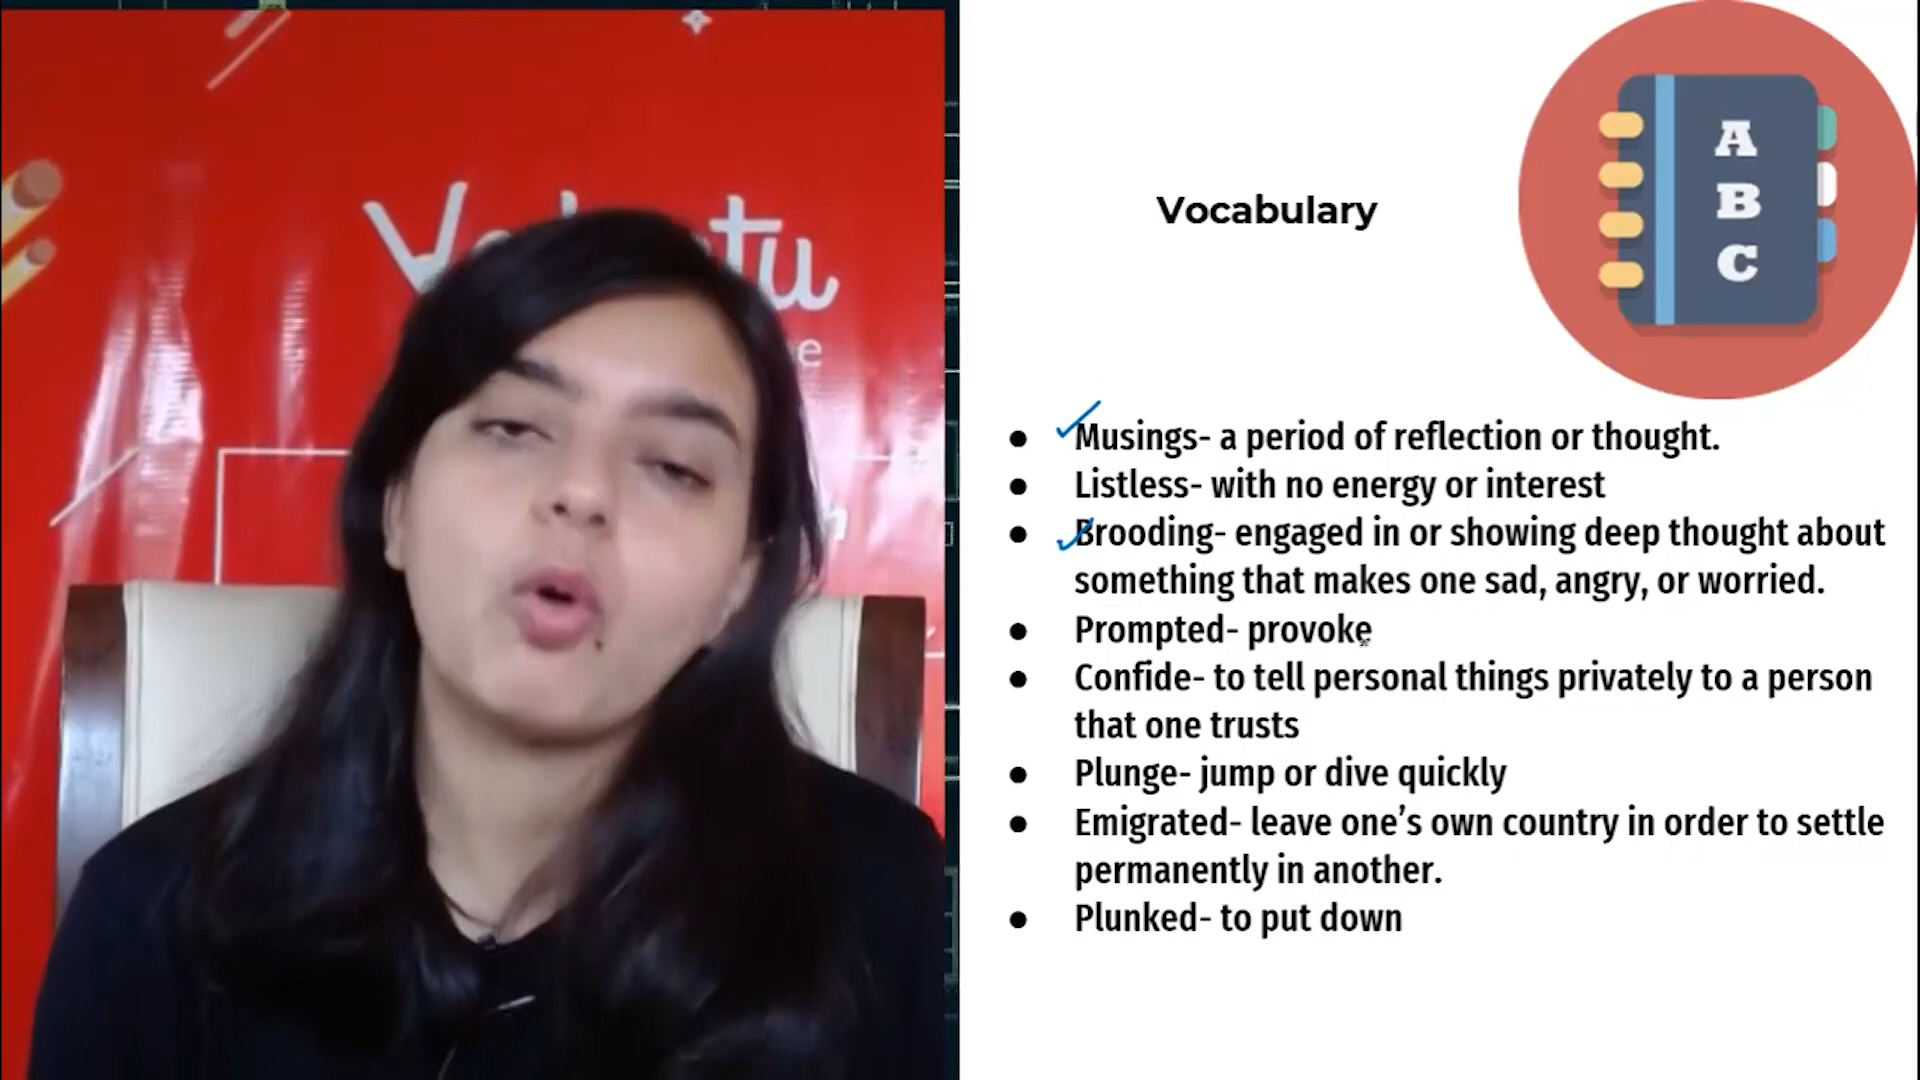 Vocabulary
A
B
C
● Musings- a period of reflection or thought.
● Listless- with no energy or interest
● Brooding- engaged in or showing deep thought about
something that makes one sad, angry, or worried.
● Prompted- provoke
● Confide- to tell personal things privately to a person
that one trusts
● Plunge- jump or dive quickly
● Emigrated- leave one’s own country in order to settle
permanently in another.
● Plunked- to put down